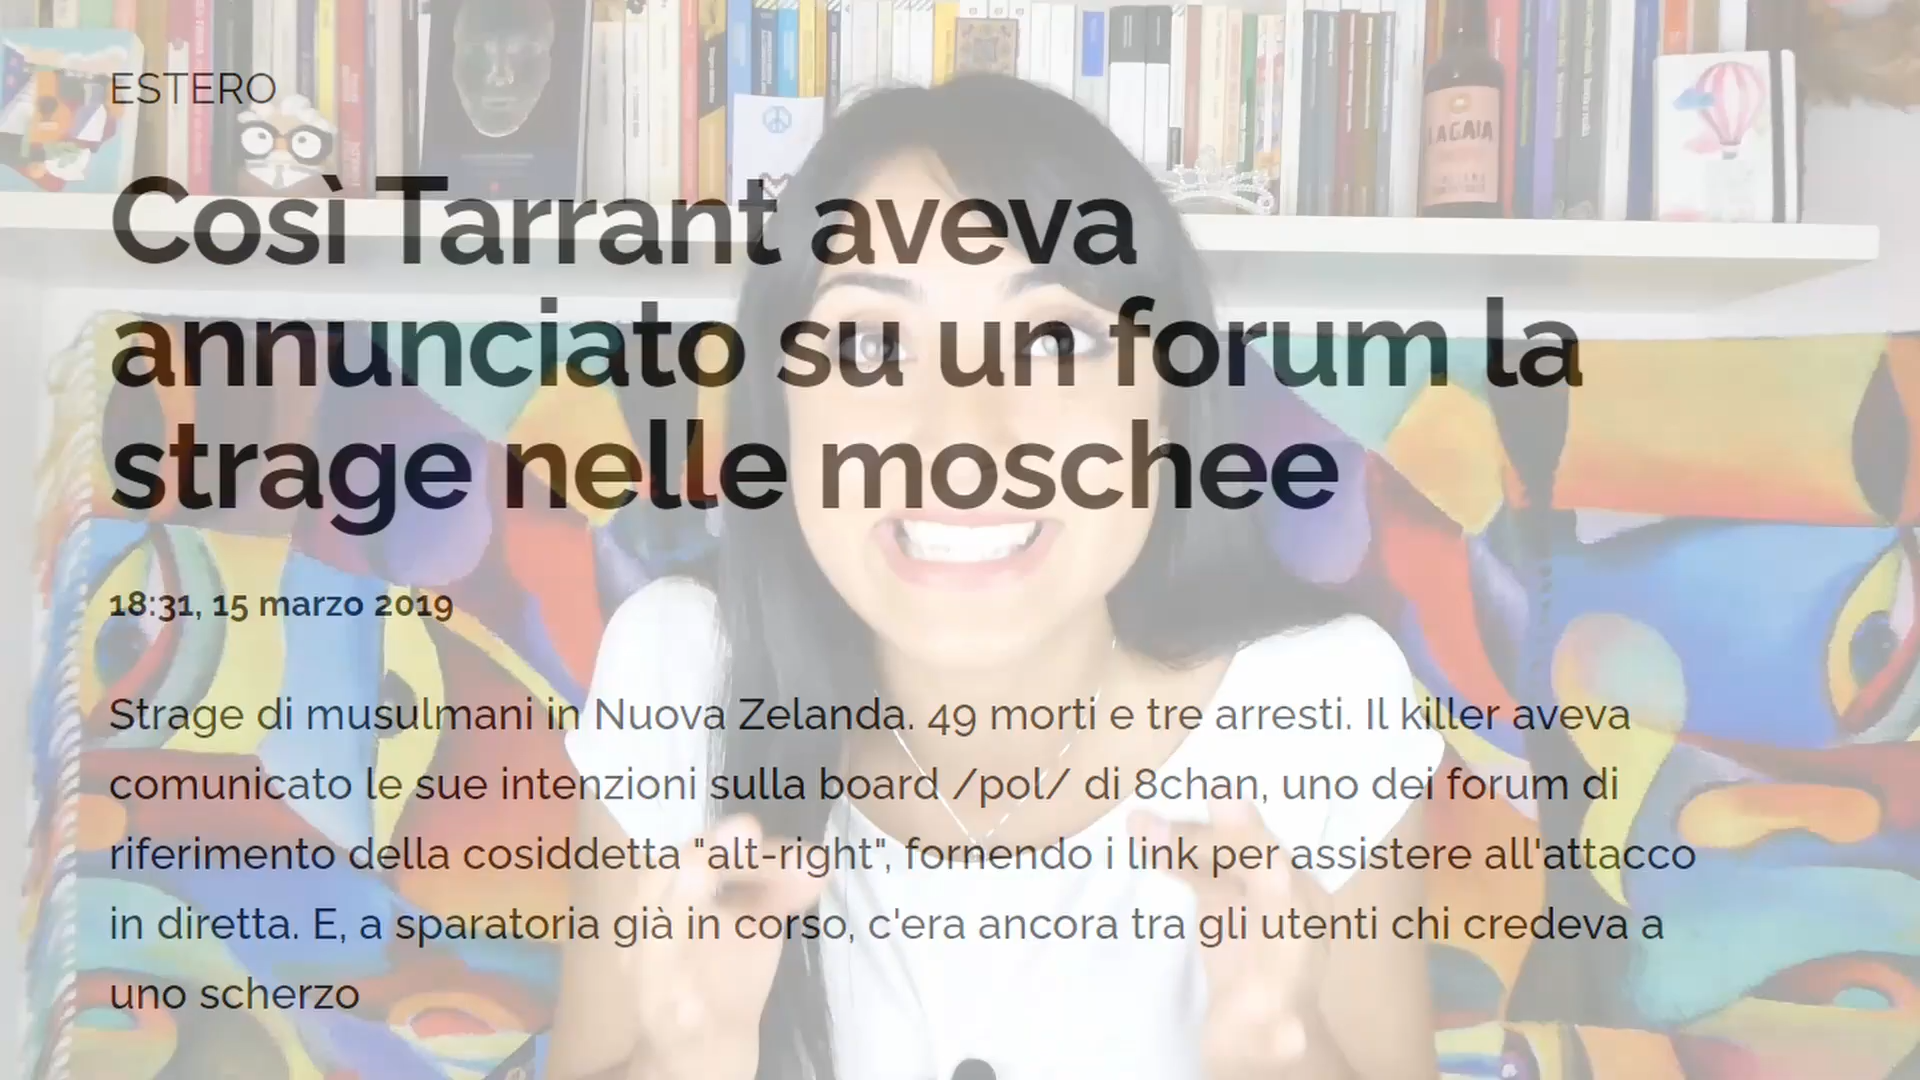 ESTERO
LAGAIA
Così Tarrant aveva
annunciato su un forum la
strage nelle moschee
18:31, 15 marzo 2019
Strage di musulmani in Nuova Zelanda. 49 morti e tre arresti. Il killer aveva
comunicato le sue intenzioni sulla board /pol/ di 8chan, uno dei forum di
riferimento della cosiddetta "alt-right", fornendo i link per assistere all'attacco
in diretta. E, a sparatoria già in corso, c'era ancora tra gli utenti chi credeva a
uno scherzo